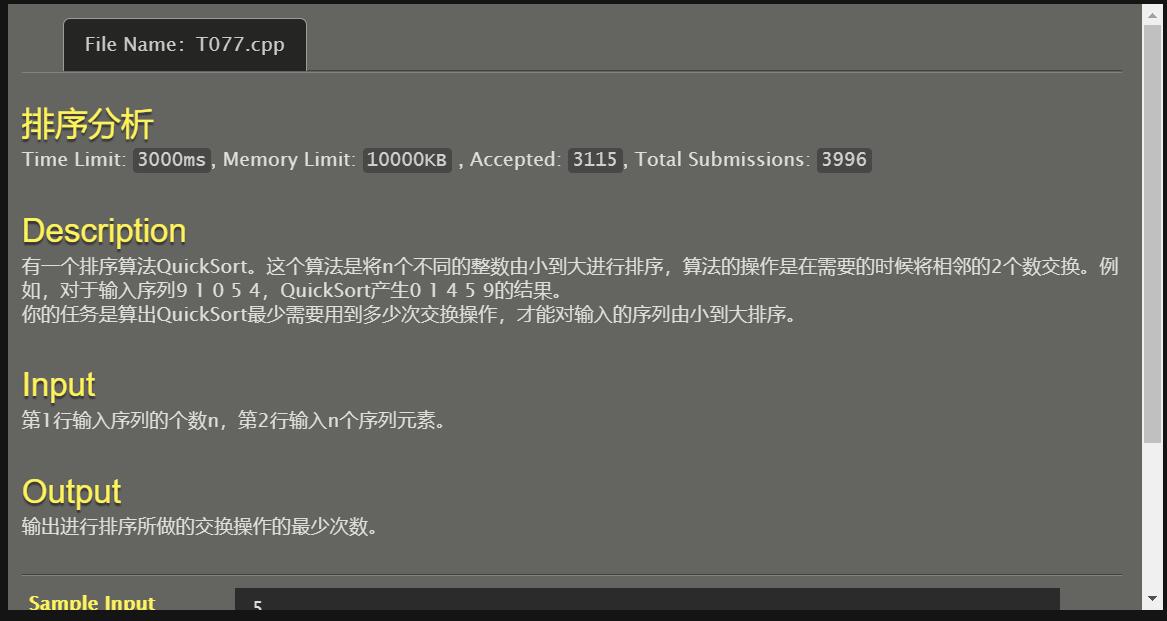 File Name：T077.cpp
排序分析
Time Limit: 3000ms, Memory Limit: 10000KB , Accepted: 3115, Total Submissions: 3996
Description
有一个排序算法QuickSort。这个算法是将n个不同的整数由小到大进行排序，算法的操作是在需要的时候将相邻的2个数交换。例
如，对于输入序列9 1 0 5 4，QuickSort产生0 1 4 5 9的结果。
你的任务是算出QuickSort最少需要用到多少次交换操作，才能对输入的序列由小到大排序。
Input
第1行输入序列的个数n，第2行输入n个序列元素。
Output
输出进行排序所做的交换操作的最少次数。
Sample Input
5